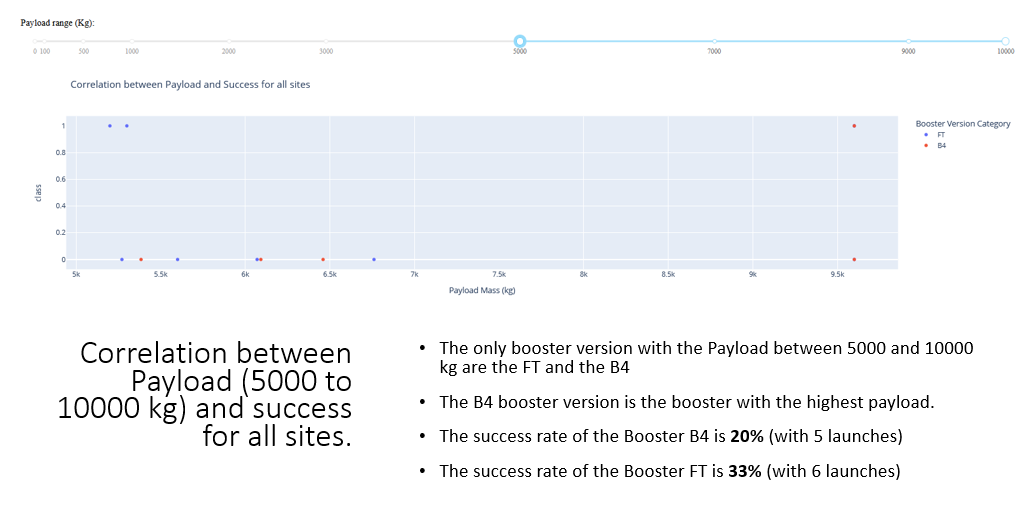 Payload range (Kg):
0 100 500 1000 2000 5000 5000 7000 9000 10000
Correlation between Payload and Success for all sites
Booster Version Category
FT
B4
1
0.8
0.6
0.4
0.2
0
class
5k 5.5k 6k 6.5k 7k 7.5k 8k 8.5k 9k 9.5k
Payload Mass (kg)
Correlation between
Payload (5000 to
10000 kg) and success
for all sites.
• The only booster version with the Payload between 5000 and 10000
kg are the FT and the B4
• The B4 booster version is the booster with the highest payload.
• The success rate of the Booster B4 is 20% (with 5 launches)
• The success rate of the Booster FT is 33% (with 6 launches)